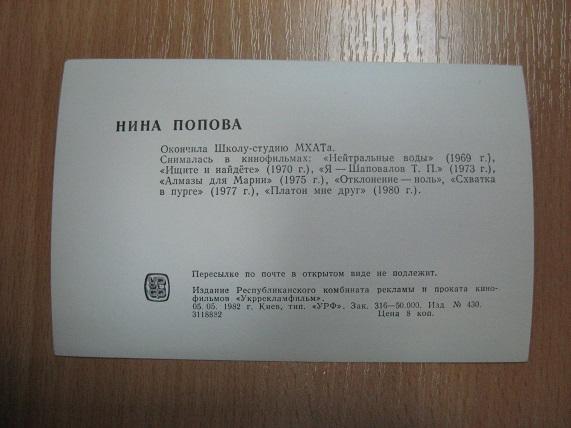 НИНА ПОПОВА
Окончила Школу-студию МХАТа.
Снималась в кинофильмах: «Нейтральные воды» (1969 г.),
«Ищите и найдёте» (1970 г.), «Я — Шаповалов Т. П.» (1973 г.),
«Алмазы для Марии» (1975 г.), «Отклонение — ноль», «Схватка
в пурге» (1977 г.), «Платон мне друг» (1980 г.).
Пересылке по почте в открытом виде не подлежит.
Издание Республиканского комбината рекламы и проката кино-
фильмов «Укррекламфильм».
05. 05. 1982 г. Киев, тип. «УРФ». Зак. 316—50.000. Изд № 430.
3118882 Цена 8 коп.